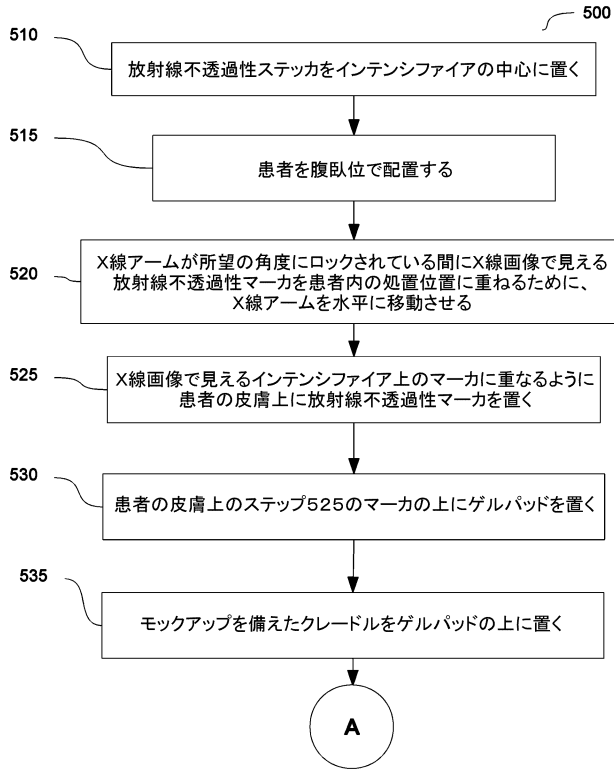 500
510
放射線不透過性ステッカをインテンシファイアの中心に置く
515
患者を腹臥位で配置する
520
X線アームが所望の角度にロックされている間にX線画像で見える
放射線不透過性マーカを患者内の処置位置に重ねるために、
X線アームを水平に移動させる
525
X線画像で見えるインテンシファイア上のマーカに重なるように
患者の皮膚上に放射線不透過性マーカを置く
530
患者の皮膚上のステップ525のマーカの上にゲルパッドを置く
535
モックアップを備えたクレードルをゲルパッドの上に置く
A